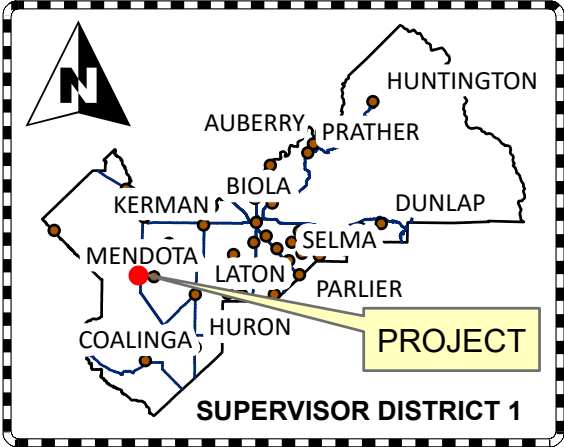 N
HUNTINGTON
AUBERRY
PRATHER
BIOLA
KERMAN
DUNLAP
SELMA
MENDOTA
LATON
PARLIER
HURON
COALINGA
PROJECT
SUPERVISOR DISTRICT 1